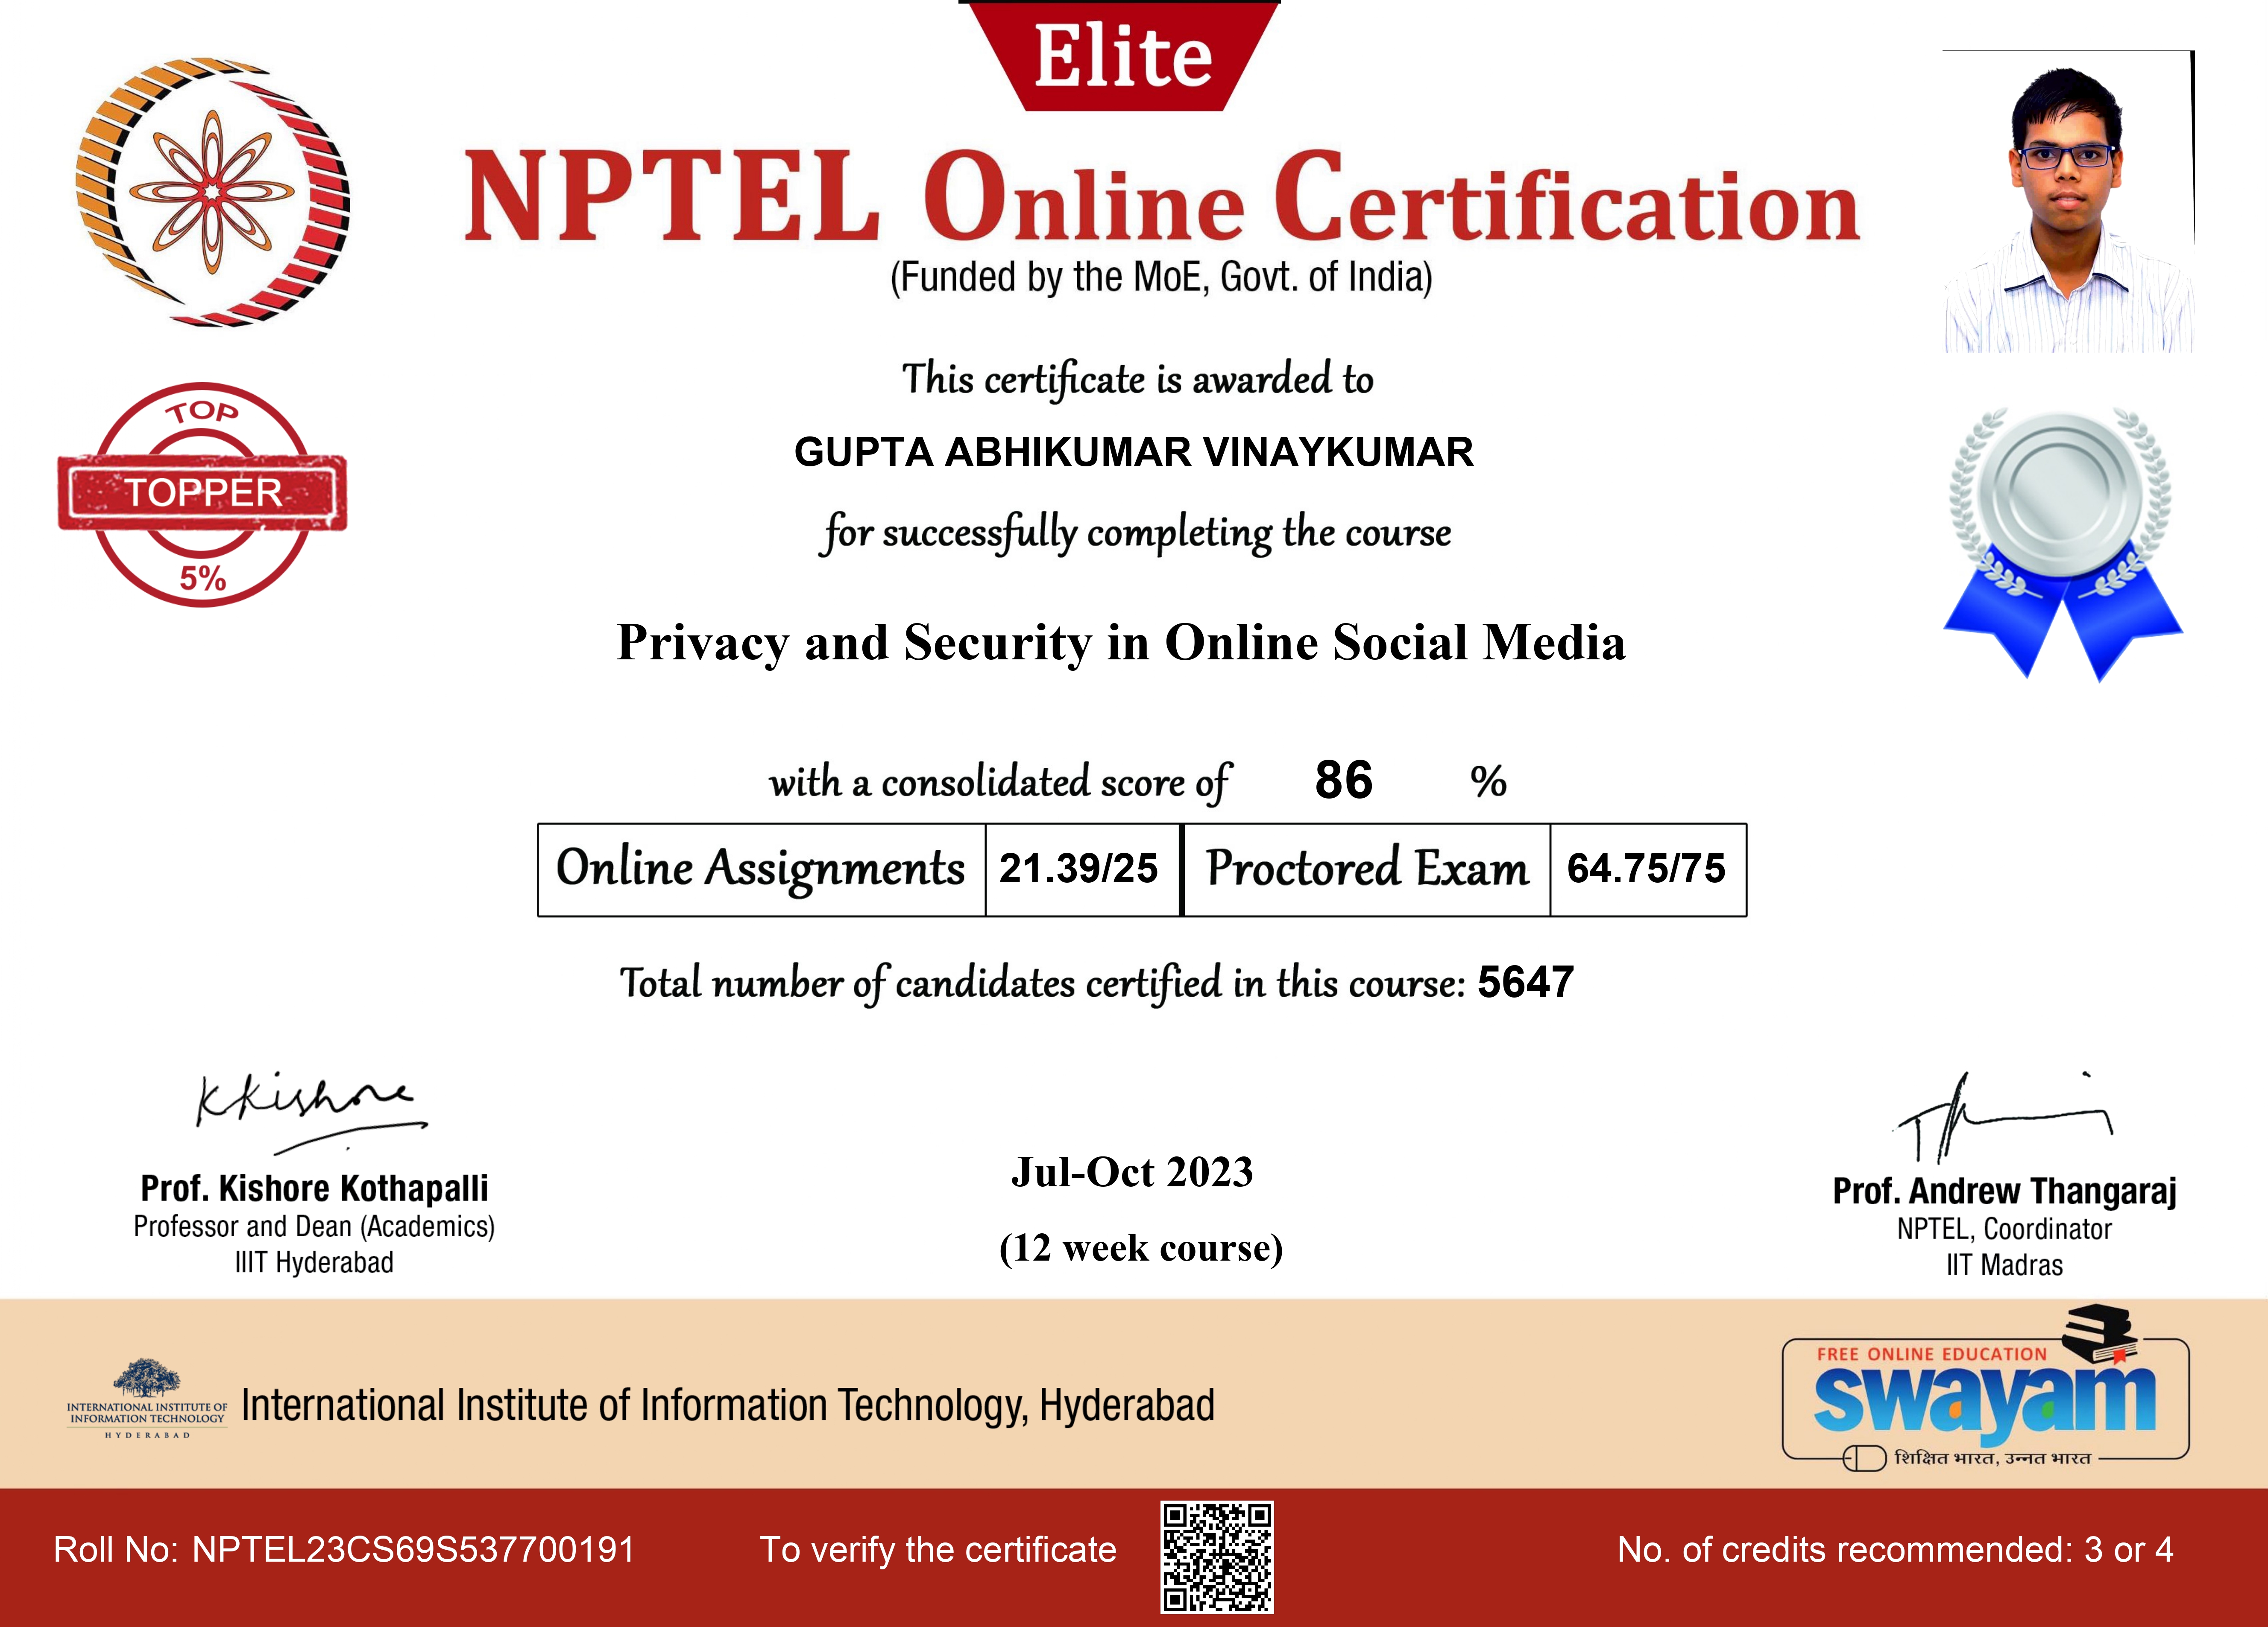 Elite
NPTEL Online Certification
(Funded by the MoE, Govt. of India)
This certificate is awarded to
GUPTA ABHIKUMAR VINAYKUMAR
for successfully completing the course
TOP
TOPPER
5%
Privacy and Security in Online Social Media
with a consolidated score of 86 %
Online Assignments 21.39/25 Proctored Exam 64.75/75
Total number of candidates certified in this course: 5647
KKishore
Prof. Kishore Kothapalli
Professor and Dean (Academics)
IIIT Hyderabad
Jul-Oct 2023
(12 week course)
Prof. Andrew Thangaraj
NPTEL, Coordinator
IIT Madras
INTERNATIONAL INSTITUTE OF
INFORMATION TECHNOLOGY
HYDERABAD
International Institute of Information Technology, Hyderabad
FREE ONLINE EDUCATION
swayam
शिक्षित भारत, उन्नत भारत
Roll No: NPTEL23CS69S537700191
To verify the certificate
No. of credits recommended: 3 or 4